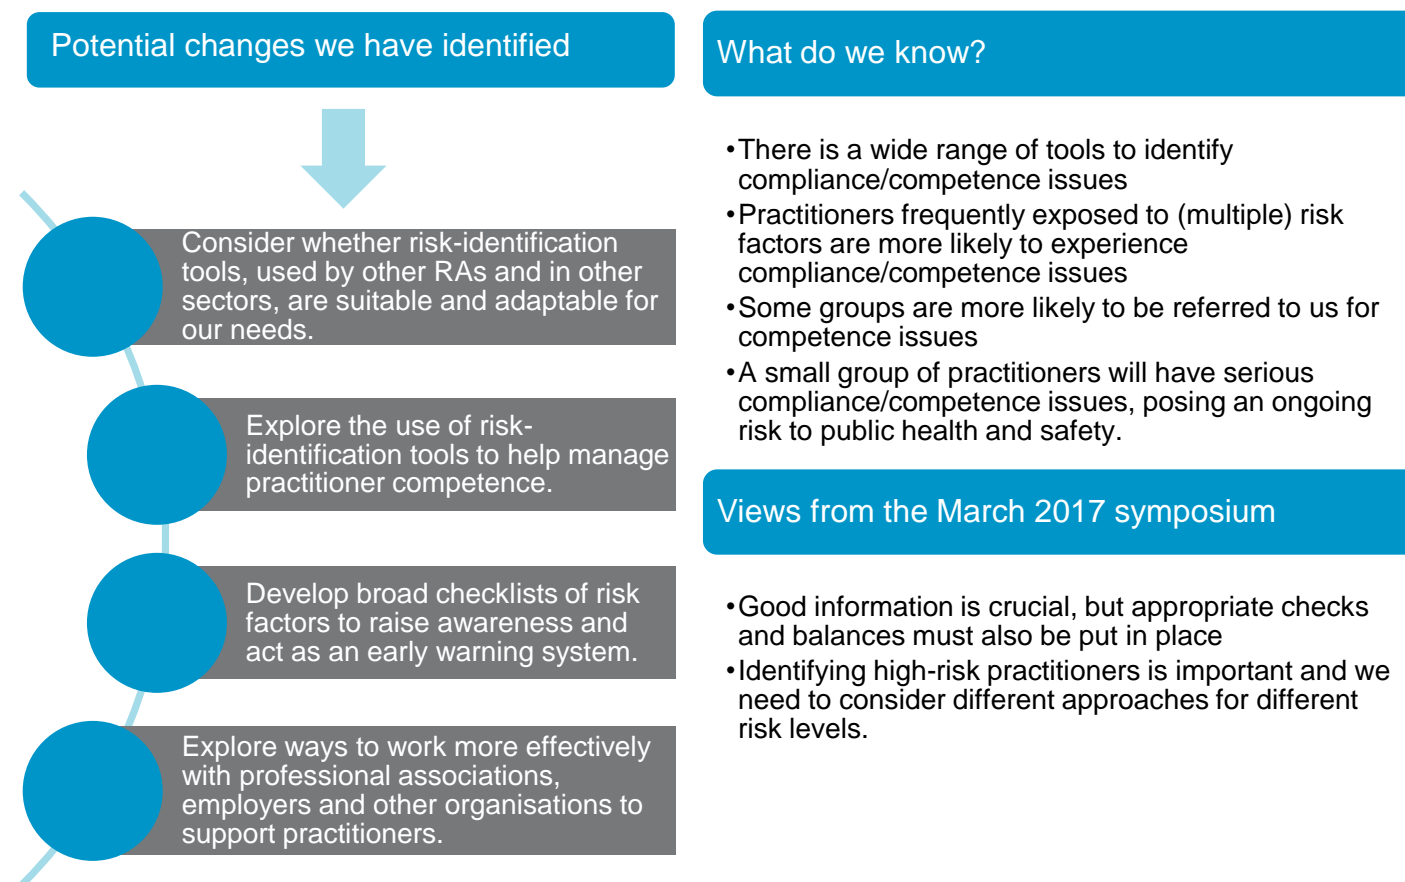 Potential changes we have identified
Consider whether risk-identification
tools, used by other RAs and in other
sectors, are suitable and adaptable for
our needs.
Explore the use of risk-
identification tools to help manage
practitioner competence.
Develop broad checklists of risk
factors to raise awareness and
act as an early warning system.
Explore ways to work more effectively
with professional associations,
employers and other organisations to
support practitioners.
What do we know?
•There is a wide range of tools to identify
compliance/competence issues
•Practitioners frequently exposed to (multiple) risk
factors are more likely to experience
compliance/competence issues
•Some groups are more likely to be referred to us for
competence issues
•A small group of practitioners will have serious
compliance/competence issues, posing an ongoing
risk to public health and safety.
Views from the March 2017 symposium
•Good information is crucial, but appropriate checks
and balances must also be put in place
•Identifying high-risk practitioners is important and we
need to consider different approaches for different
risk levels.